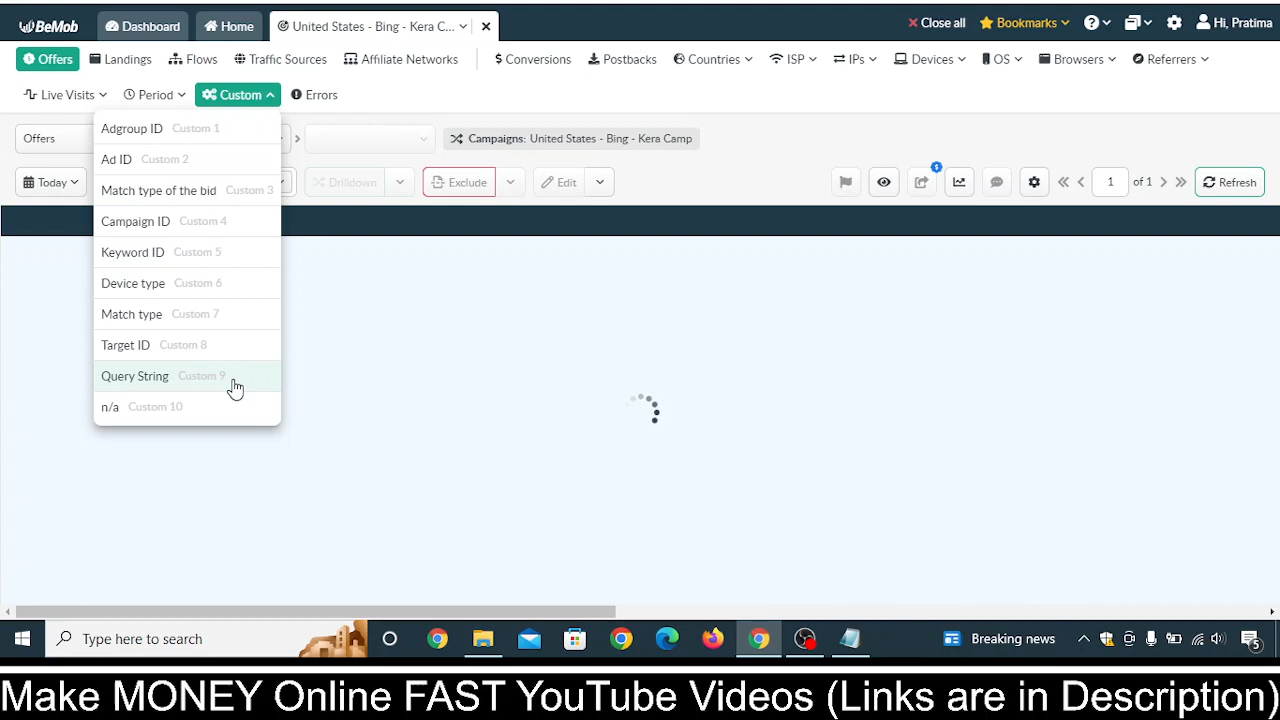 BeMob Dashboard Home United States - Bing - Kera C... Close all Bookmarks Hi, Pratima
Offers Landings Flows Traffic Sources Affiliate Networks $ Conversions Postbacks Countries ISP IPs Devices OS Browsers Referrers
Live Visits Period Custom Errors
Adgroup ID Custom 1
Offers Campaigns: United States - Bing - Kera Camp
Ad ID Custom 2
Today Drilldown Exclude Edit 1 of 1 Refresh
Match type of the bid Custom 3
Campaign ID Custom 4
Keyword ID Custom 5
Device type Custom 6
Match type Custom 7
Target ID Custom 8
Query String Custom 9
n/a Custom 10
Type here to search Breaking news 5
Make MONEY Online FAST YouTube Videos (Links are in Description)